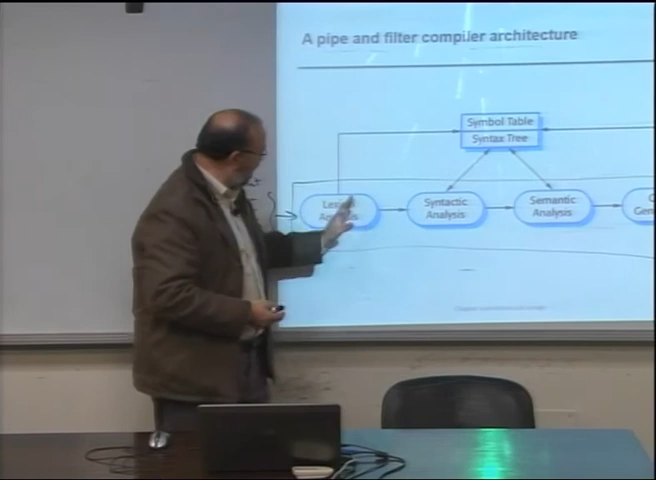 A pipe and filter compiler architecture
Symbol Table
Syntax Tree
Syntactic
Analysis
Semantic
Analysis